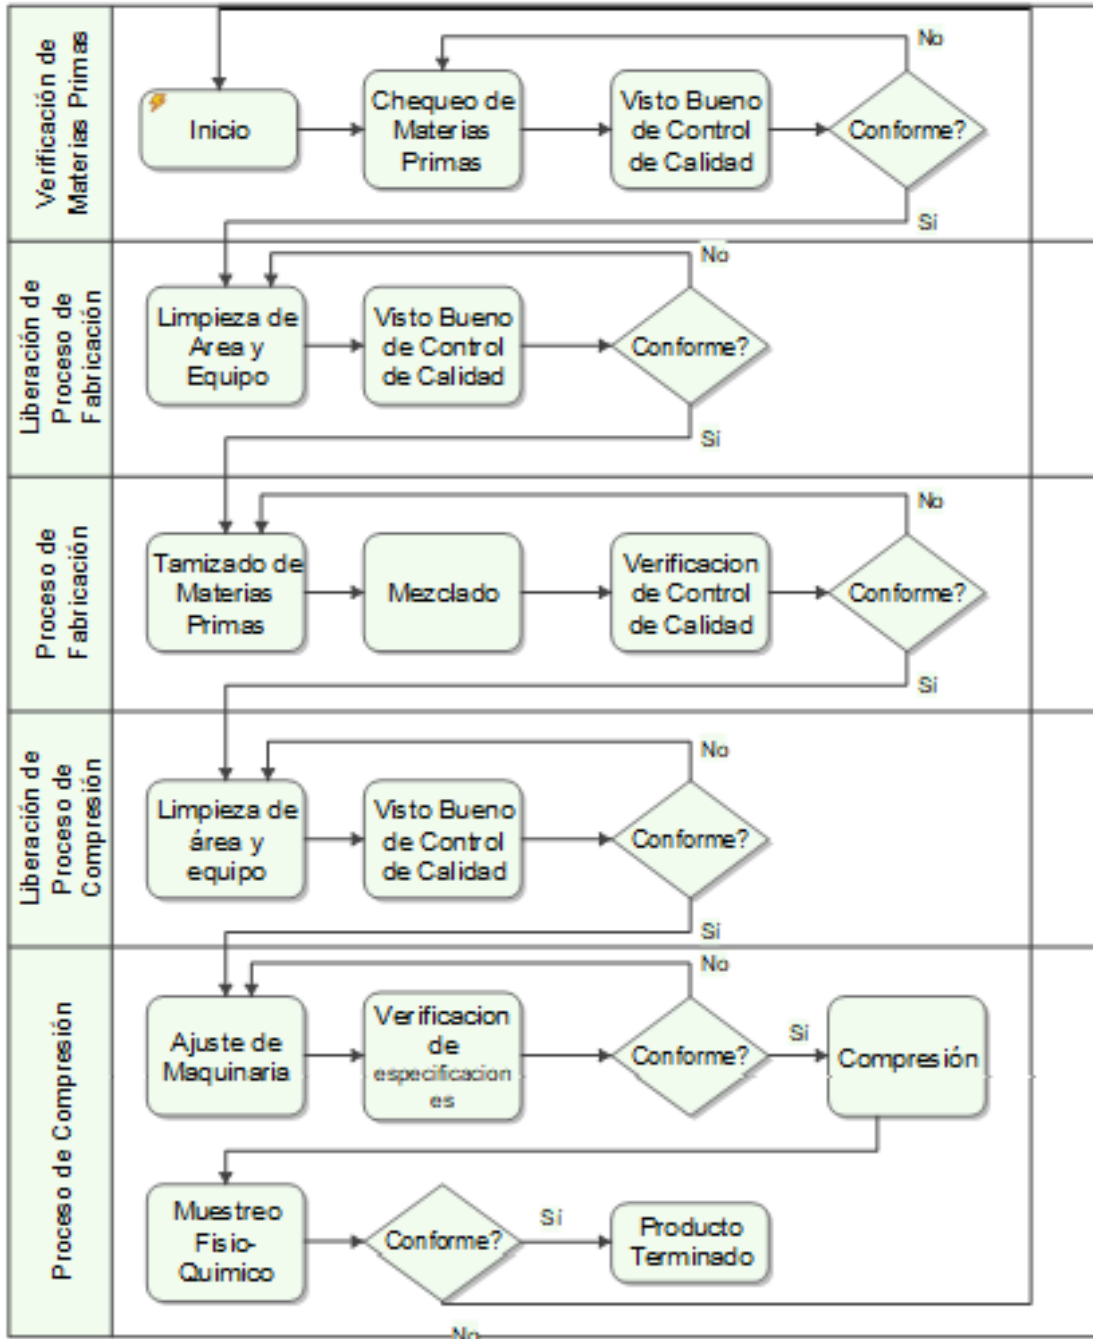 Verificación de
Materias Primas
Inicio
Chequeo de
Materias
Primas
Visto Bueno
de Control
de Calidad
Conforme?
No
Si
Liberación de
Proceso de
Fabricación
Limpieza de
Area y
Equipo
Visto Bueno
de Control
de Calidad
Conforme?
No
Si
Proceso de
Fabricación
Tamizado de
Materias
Primas
Mezclado
Verificacion
de Control
de Calidad
Conforme?
No
Si
Liberación de
Proceso de
Compresión
Limpieza de
área y
equipo
Visto Bueno
de Control
de Calidad
Conforme?
No
Si
Proceso de Compresión
Ajuste de
Maquinaria
Verificacion
de
especificacion
es
Conforme?
No
Si
Compresión
Muestreo
Fisio-
Quimico
Conforme?
Si
Producto
Terminado
No